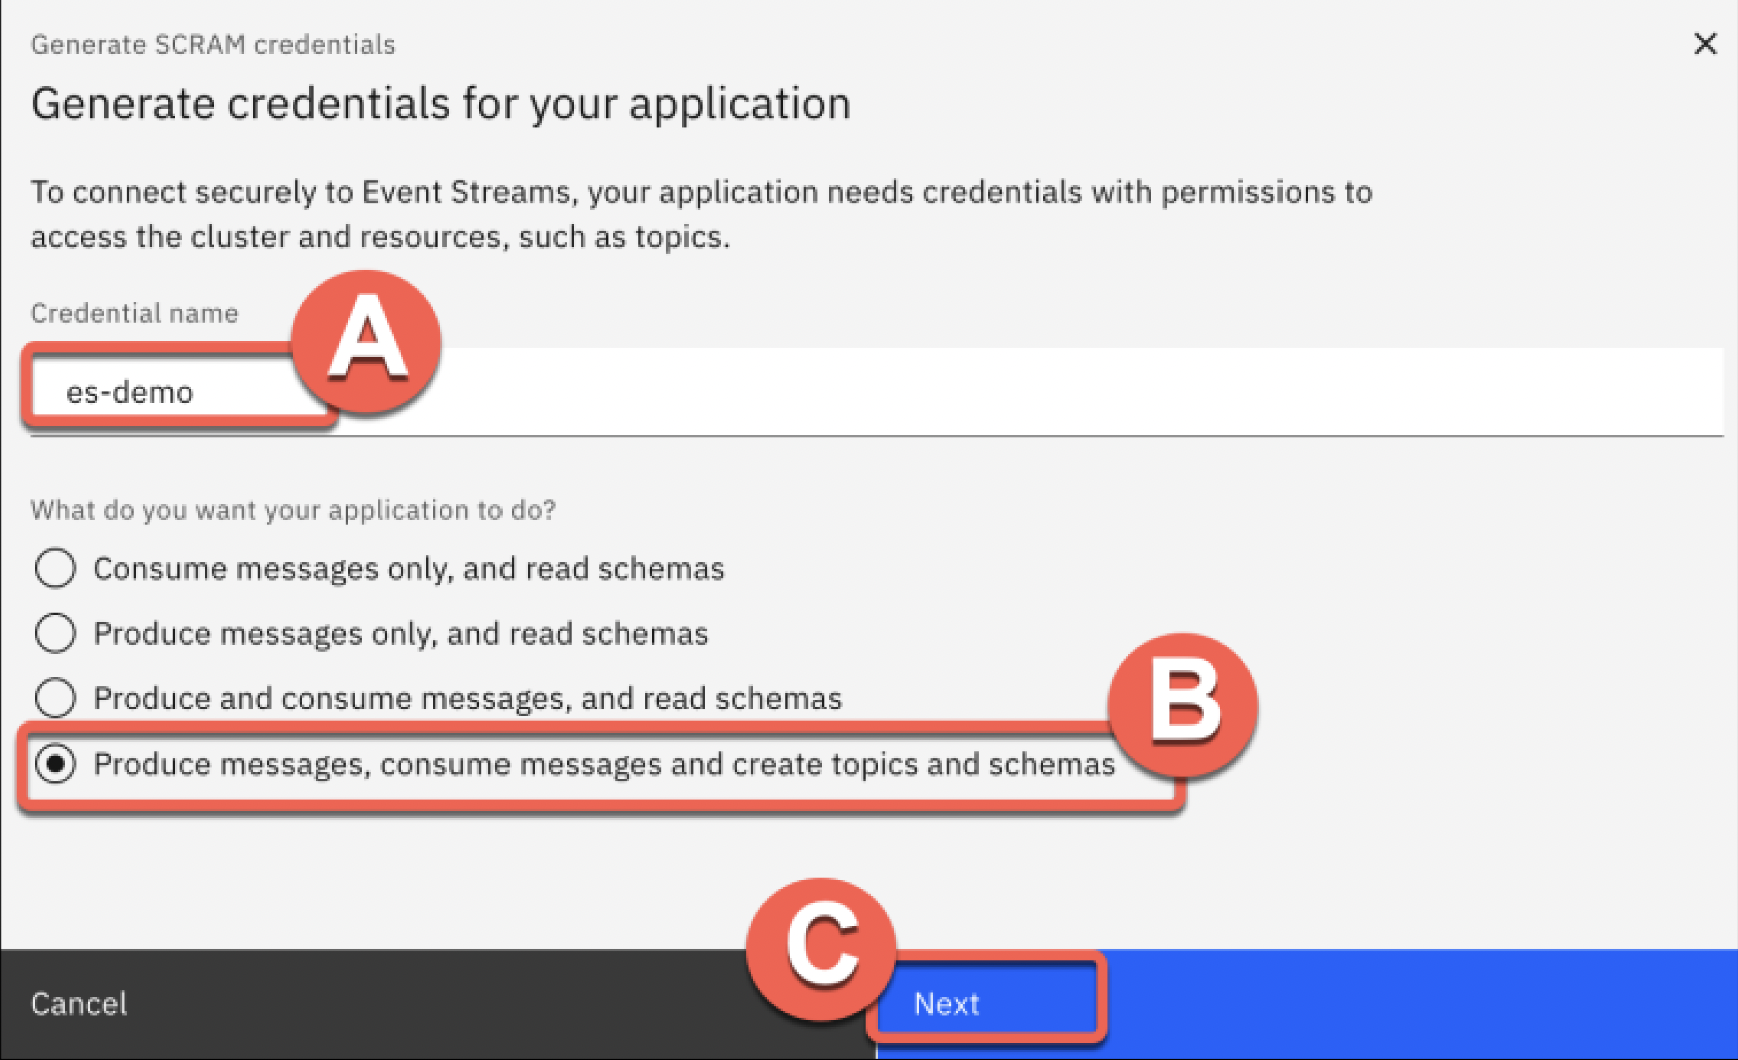 Generate SCRAM credentials
Generate credentials for your application
To connect securely to Event Streams, your application needs credentials with permissions to
access the cluster and resources, such as topics.
Credential name
A
es-demo
What do you want your application to do?
Consume messages only, and read schemas
Produce messages only, and read schemas
Produce and consume messages, and read schemas
B
Produce messages, consume messages and create topics and schemas
C
Cancel
Next